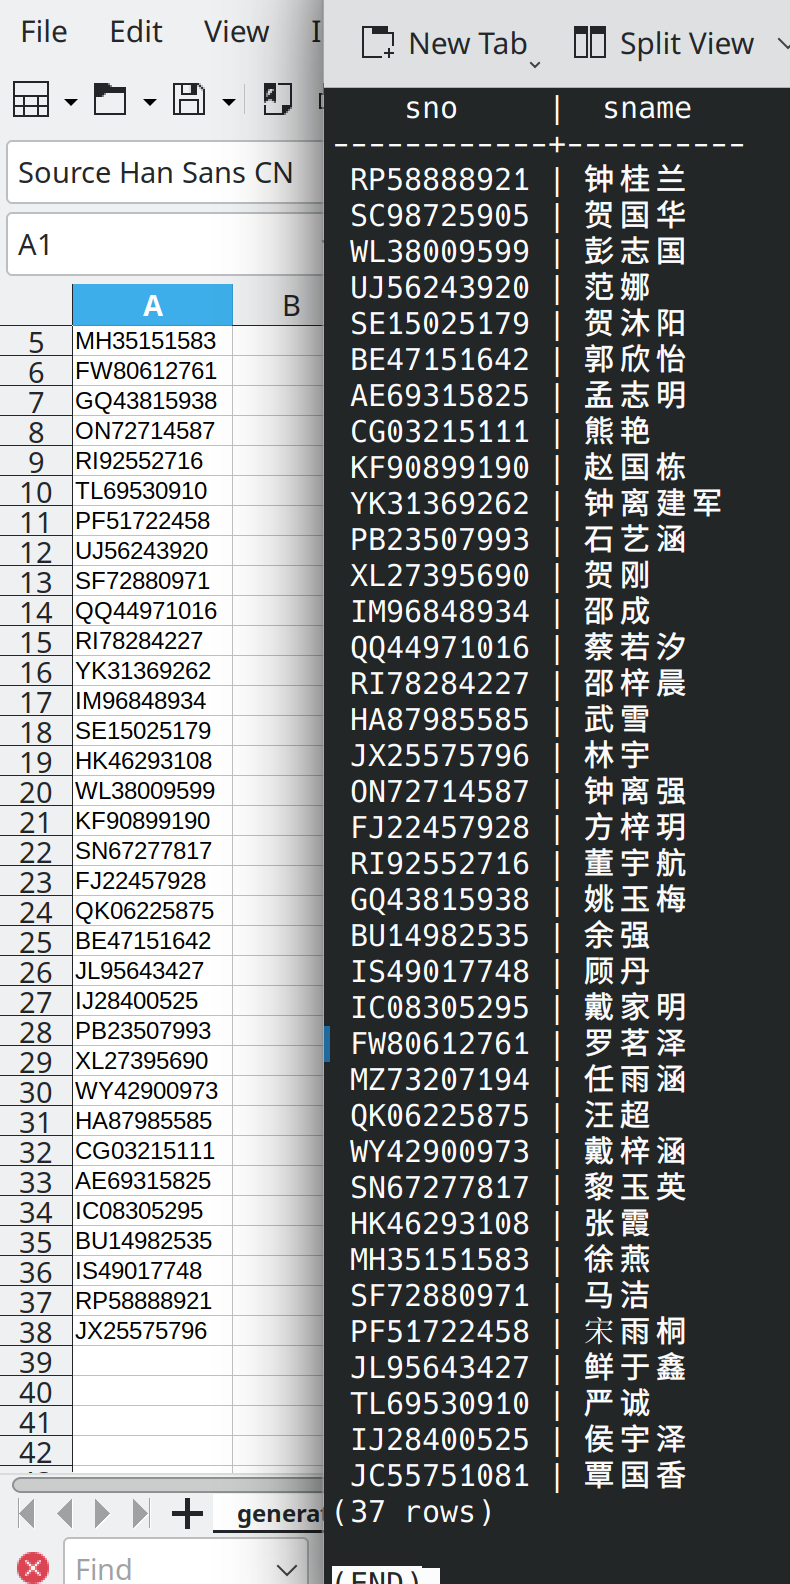 File Edit View I
Source Han Sans CN
A1
A B
5 MH35151583
6 FW80612761
7 GQ43815938
8 ON72714587
9 RI92552716
10 TL69530910
11 PF51722458
12 UJ56243920
13 SF72880971
14 QQ44971016
15 RI78284227
16 YK31369262
17 IM96848934
18 SE15025179
19 HK46293108
20 WL38009599
21 KF90899190
22 SN67277817
23 FJ22457928
24 QK06225875
25 BE47151642
26 JL95643427
27 IJ28400525
28 PB23507993
29 XL27395690
30 WY42900973
31 HA87985585
32 CG03215111
33 AE69315825
34 IC08305295
35 BU14982535
36 IS49017748
37 RP58888921
38 JX25575796
39
40
41
42
genera
Find
New Tab Split View
sno | sname
------------+----------
RP58888921 | 钟桂兰
SC98725905 | 贺国华
WL38009599 | 彭志国
UJ56243920 | 范娜
SE15025179 | 贺沐阳
BE47151642 | 郭欣怡
AE69315825 | 孟志明
CG03215111 | 熊艳
KF90899190 | 赵国栋
YK31369262 | 钟离建军
PB23507993 | 石艺涵
XL27395690 | 贺刚
IM96848934 | 邵成
QQ44971016 | 蔡若汐
RI78284227 | 邵梓晨
HA87985585 | 武雪
JX25575796 | 林宇
ON72714587 | 钟离强
FJ22457928 | 方梓玥
RI92552716 | 董宇航
GQ43815938 | 姚玉梅
BU14982535 | 余强
IS49017748 | 顾丹
IC08305295 | 戴家明
FW80612761 | 罗茗泽
MZ73207194 | 任雨涵
QK06225875 | 汪超
WY42900973 | 戴梓涵
SN67277817 | 黎玉英
HK46293108 | 张霞
MH35151583 | 徐燕
SF72880971 | 马洁
PF51722458 | 宋雨桐
JL95643427 | 鲜于鑫
TL69530910 | 严诚
IJ28400525 | 侯宇泽
JC55751081 | 覃国香
(37 rows)
(END)